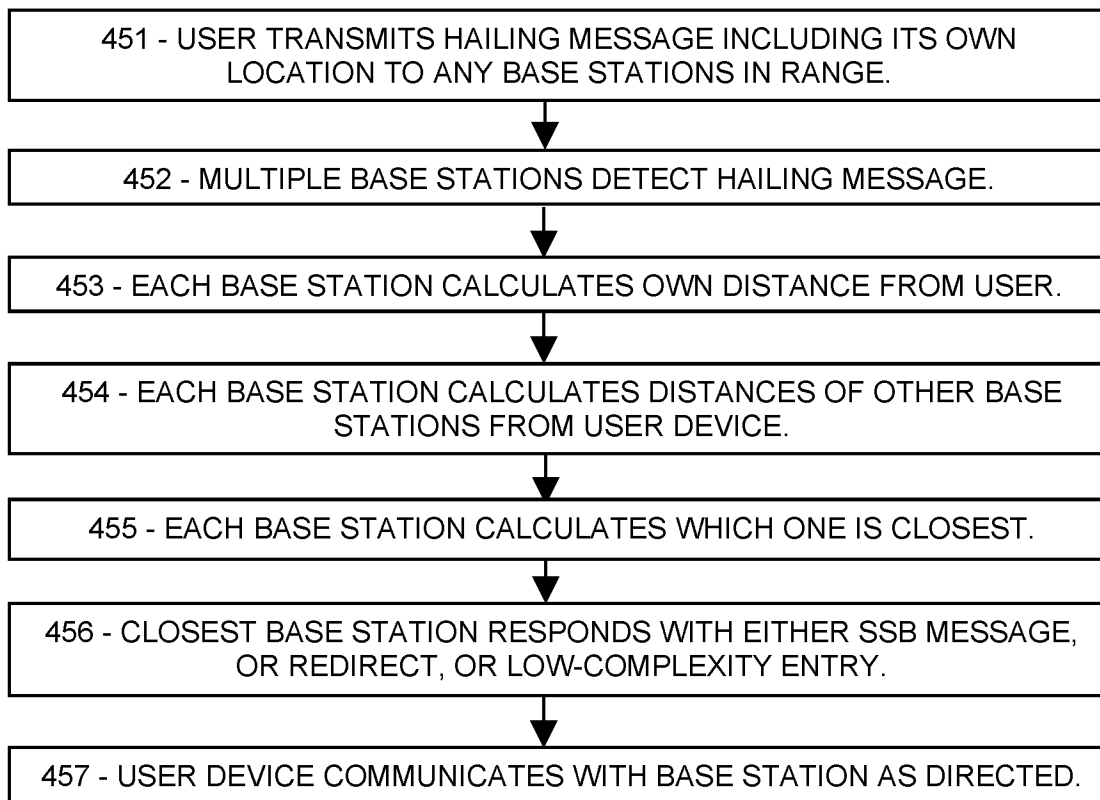 451 - USER TRANSMITS HAILING MESSAGE INCLUDING ITS OWN
LOCATION TO ANY BASE STATIONS IN RANGE.
452 - MULTIPLE BASE STATIONS DETECT HAILING MESSAGE.
453 - EACH BASE STATION CALCULATES OWN DISTANCE FROM USER.
454 - EACH BASE STATION CALCULATES DISTANCES OF OTHER BASE
STATIONS FROM USER DEVICE.
455 - EACH BASE STATION CALCULATES WHICH ONE IS CLOSEST.
456 - CLOSEST BASE STATION RESPONDS WITH EITHER SSB MESSAGE,
OR REDIRECT, OR LOW-COMPLEXITY ENTRY.
457 - USER DEVICE COMMUNICATES WITH BASE STATION AS DIRECTED.